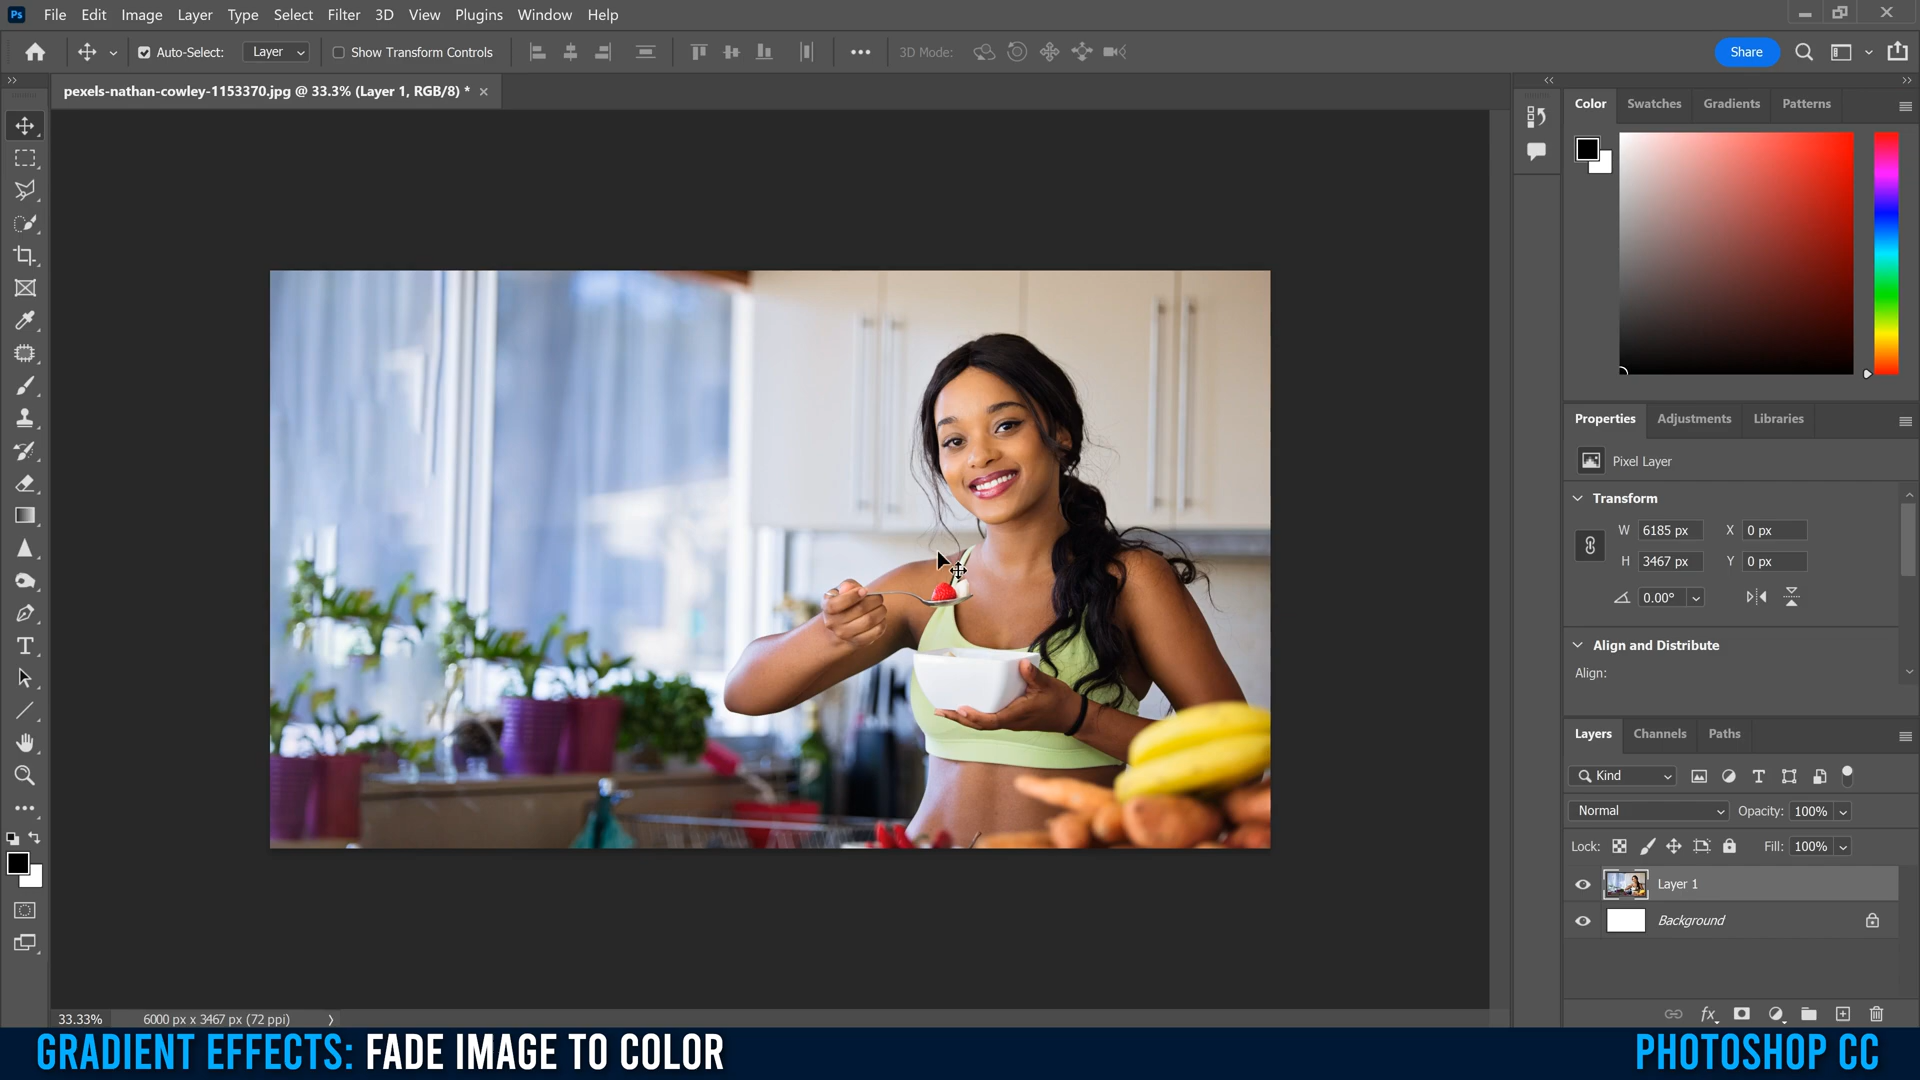 Ps File Edit Image Layer Type Select Filter 3D View Plugins Window Help
Auto-Select: Layer Show Transform Controls 3D Mode: Share
pexels-nathan-cowley-1153370.jpg @ 33.3% (Layer 1, RGB/8) *
Color Swatches Gradients Patterns
Properties Adjustments Libraries
Pixel Layer
Transform
W 6185 px X 0 px
H 3467 px Y 0 px
0.00°
Align and Distribute
Align:
Layers Channels Paths
Kind
Normal Opacity: 100%
Lock: Fill: 100%
Layer 1
Background
fx
33.33% 6000 px x 3467 px (72 ppi)
GRADIENT EFFECTS: FADE IMAGE TO COLOR
PHOTOSHOP CC